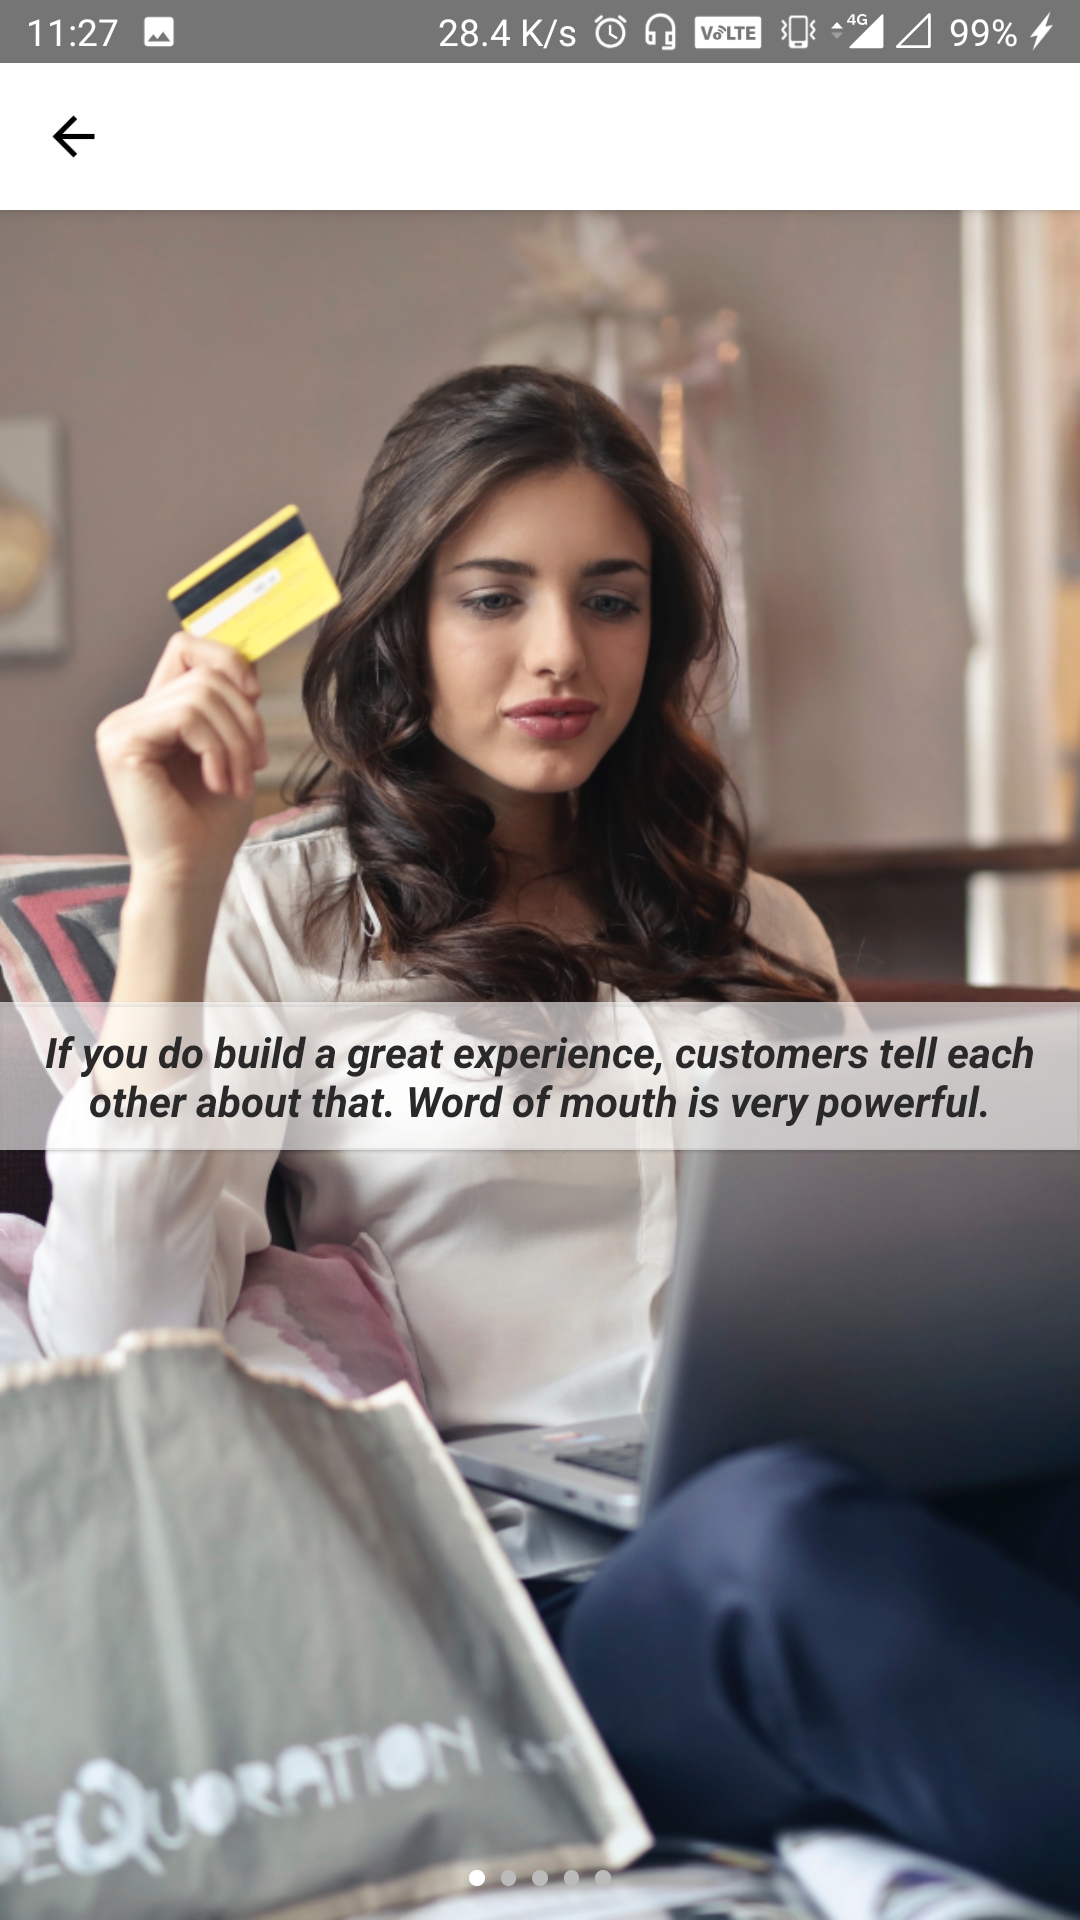 11:27 28.4 K/s VoLTE 4G 99%
If you do build a great experience, customers tell each
other about that. Word of mouth is very powerful.
DEQUORATION